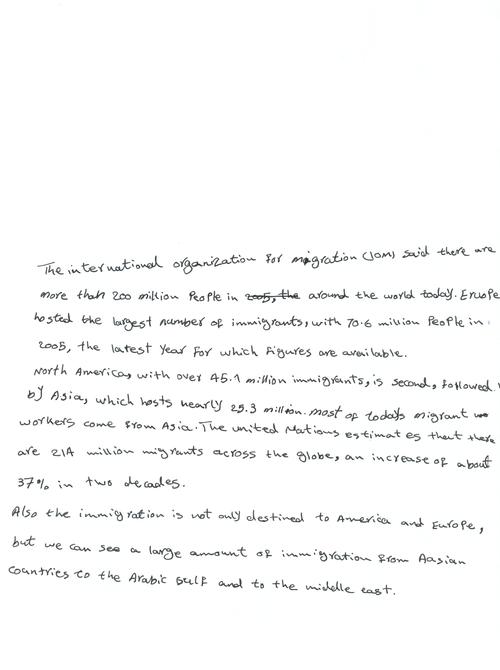 The international organization for migration (IOM) said there are
more than 200 million People in 2005, the around the world today. Eruope
hosted the largest number of immigrants, with 70.6 million People in
2005, the latest Year for which figures are available.
North America, with over 45.1 million immigrants, is second, followed
by Asia, which hosts nearly 25.3 million. most of today's migrant
workers come from Asia. The united Nations estimates that there
are 214 million migrants across the globe, an increase of about
37% in two decades.
Also the immigration is not only destined to America and Europe,
but we can see a large amount of immigration from Aasian
countries to the Arabic Gulf and to the middle east.